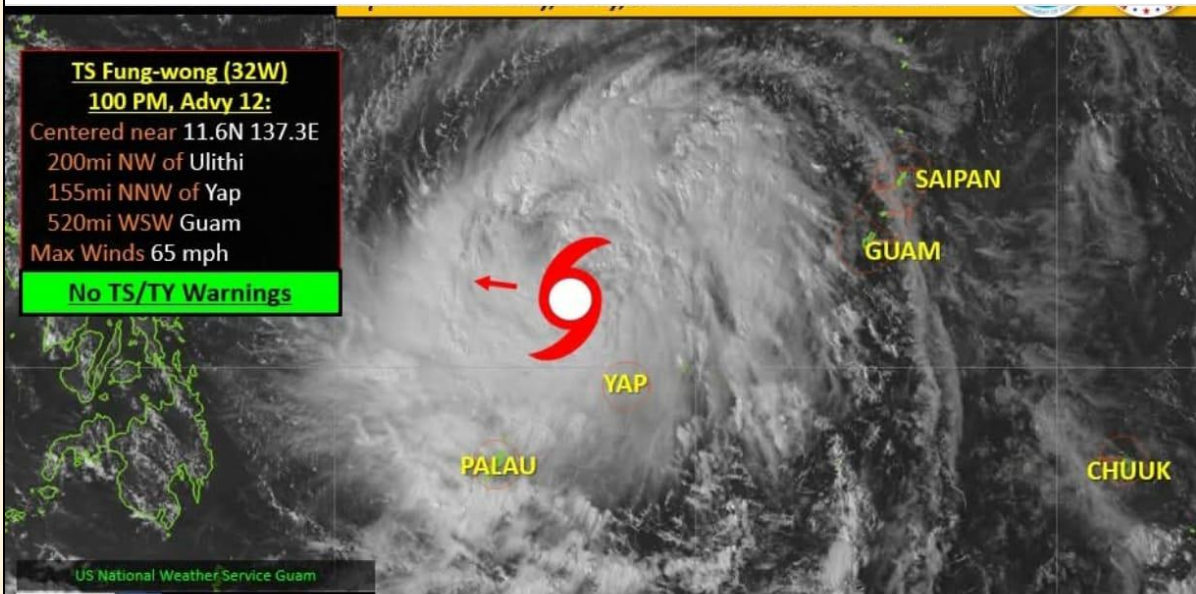 TS Fung-wong (32W)
100 PM, Advy 12:
Centered near 11.6N 137.3E
200mi NW of Ulithi
155mi NNW of Yap
520mi WSW Guam
Max Winds 65 mph
No TS/TY Warnings
SAIPAN
GUAM
YAP
PALAU
CHUUK
US National Weather Service Guam